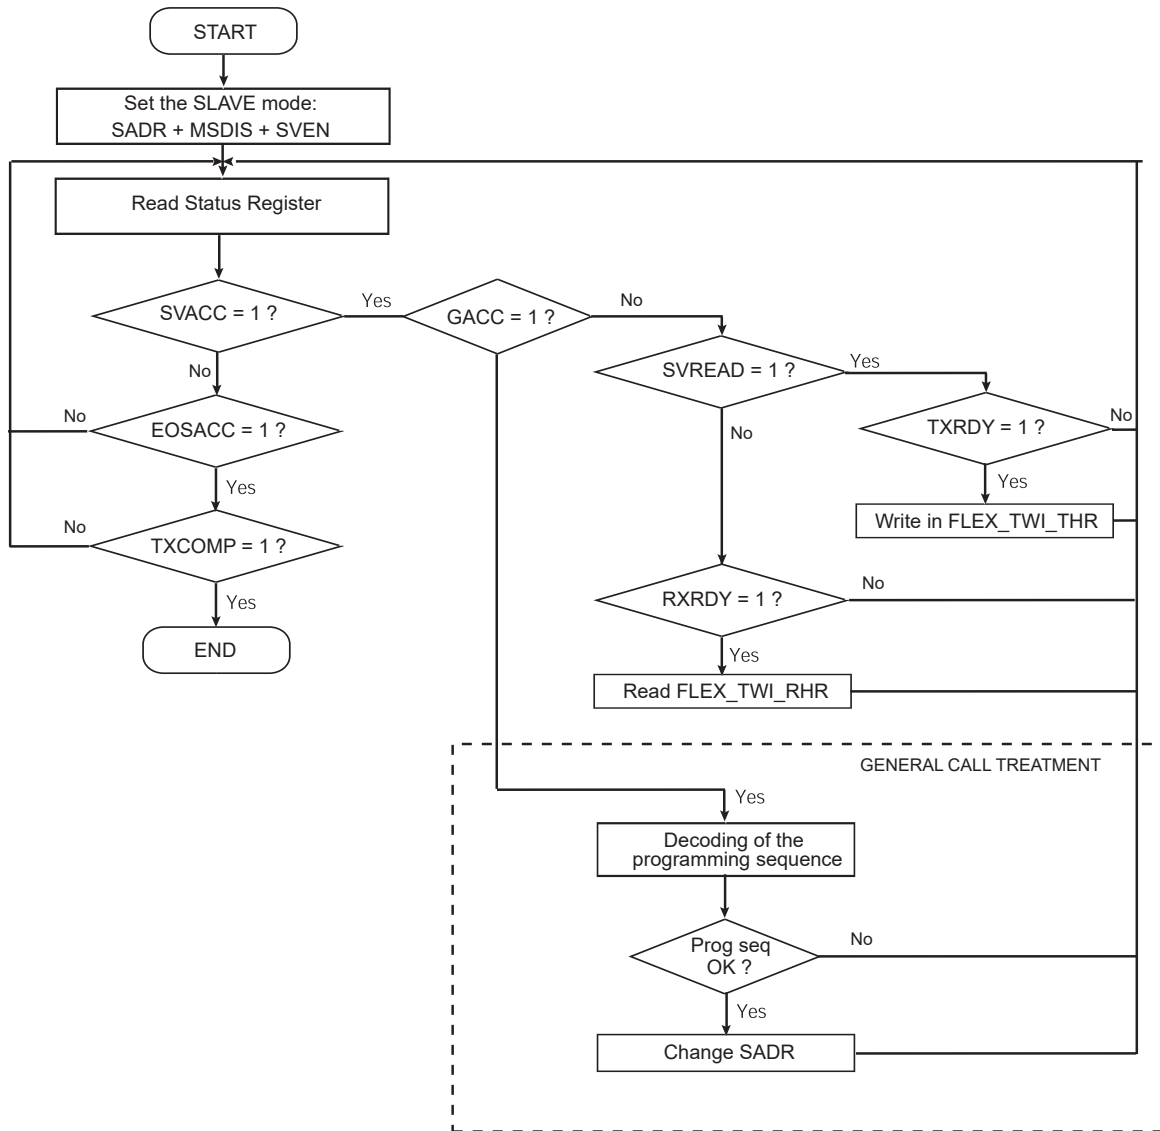 START
Set the SLAVE mode:
SADR + MSDIS + SVEN
Read Status Register
SVACC = 1 ?
Yes
GACC = 1 ?
No
SVREAD = 1 ?
Yes
No
No
EOSACC = 1 ?
No
TXRDY = 1 ?
No
Yes
Yes
Write in FLEX_TWI_THR
No
TXCOMP = 1 ?
Yes
END
RXRDY = 1 ?
No
Yes
Read FLEX_TWI_RHR
GENERAL CALL TREATMENT
Yes
Decoding of the
programming sequence
Prog seq
OK ?
No
Yes
Change SADR